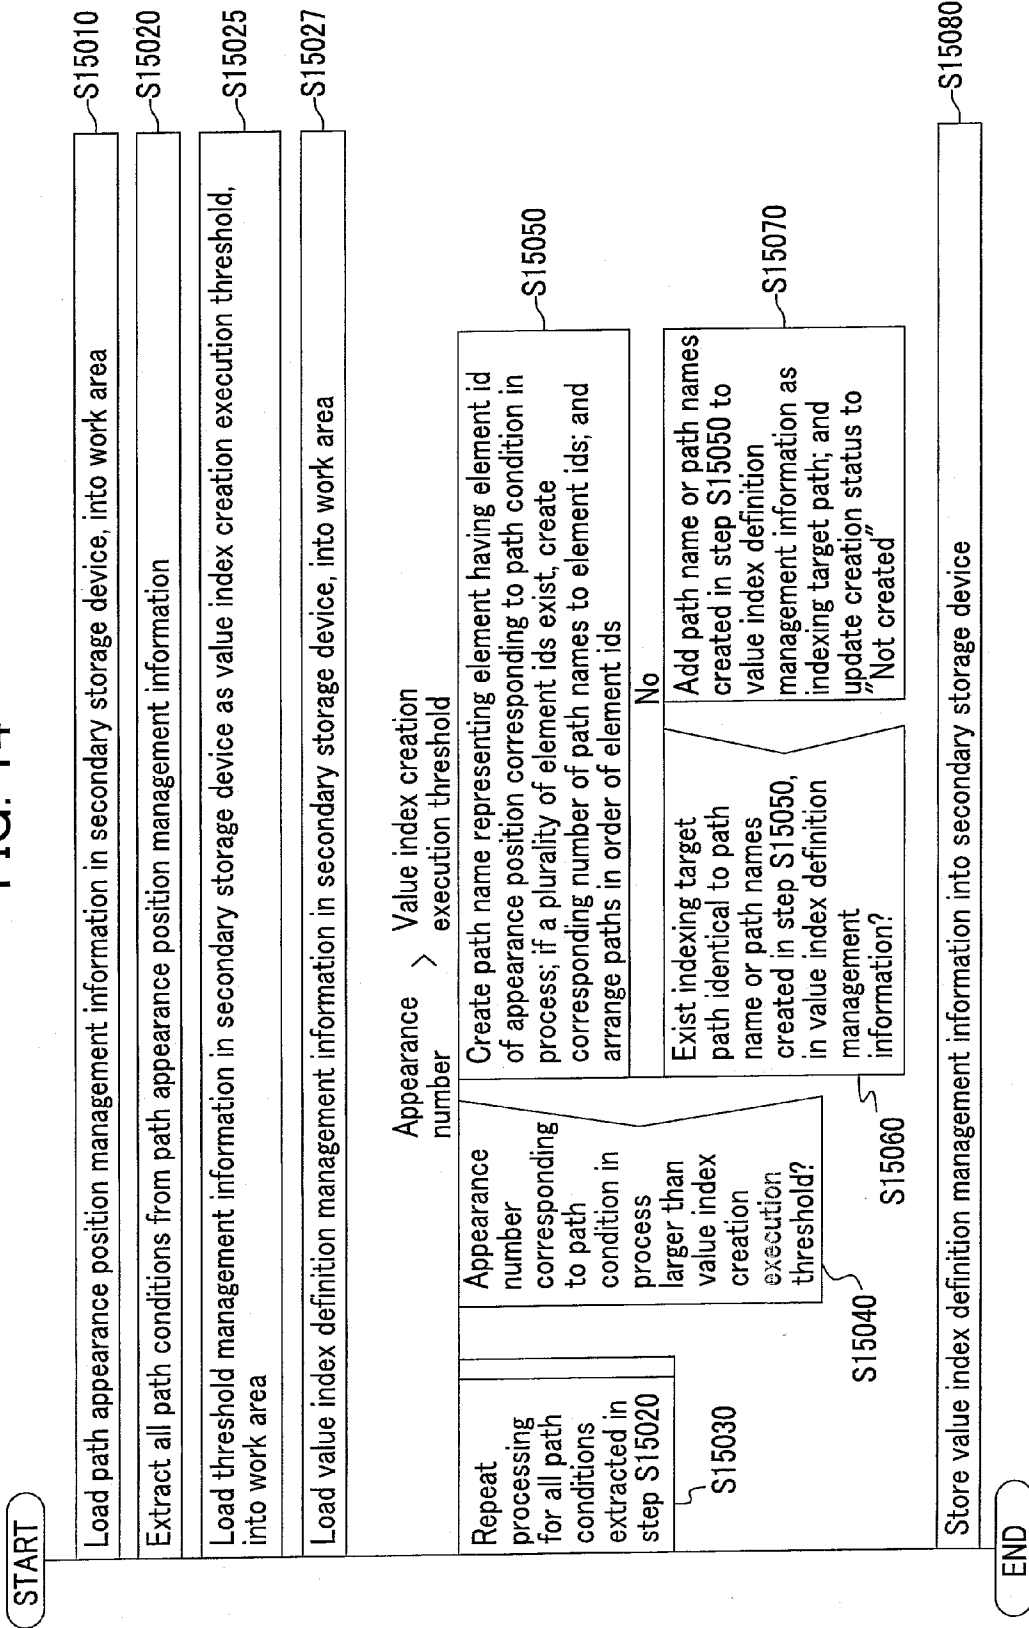 FIG. 14
START
Load path appearance position management information in secondary storage device, into work area
S15010
Extract all path conditions from path appearance position management information
S15020
Load threshold management information in secondary storage device as value index creation execution threshold,
into work area
S15025
Load value index definition management information in secondary storage device, into work area
S15027
Repeat
processing
for all path
conditions
extracted in
step S15020
S15030
Appearance
number
>
Value index creation
execution threshold
Appearance
number
corresponding
to path
condition in
process
larger than
value index
creation
execution
threshold?
S15040
Create path name representing element having element id
of appearance position corresponding to path condition in
process; if a plurality of element ids exist, create
corresponding number of path names to element ids; and
arrange paths in order of element ids
S15050
No
Exist indexing target
path identical to path
name or path names
created in step S15050,
in value index definition
management
information?
S15060
Add path name or path names
created in step S15050 to
value index definition
management information as
indexing target path; and
update creation status to
"Not created"
S15070
Store value index definition management information into secondary storage device
S15080
END